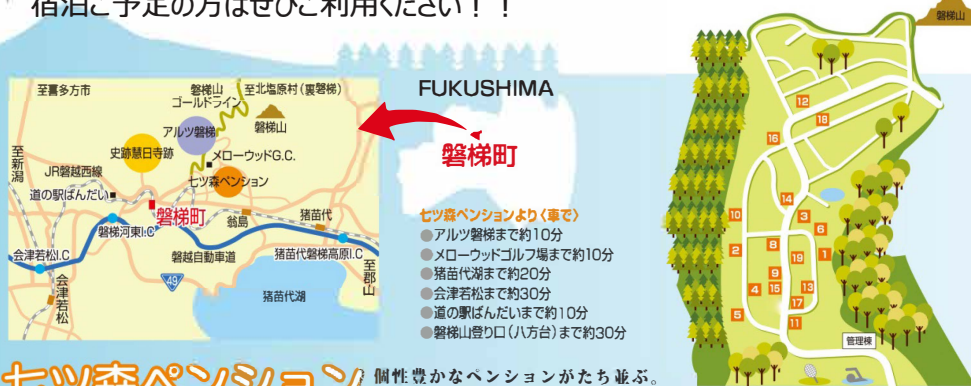 宿泊ご予定の方はぜひご利用ください！！
磐梯山
至喜多方市
磐梯山
ゴールドライン
至北塩原村(裏磐梯)
アルツ磐梯
磐梯山
史跡慧日寺跡
メローウッドG.C.
至新潟
JR磐越西線
七ツ森ペンション
道の駅ばんだい
磐梯町
翁島
猪苗代
磐梯河東I.C
会津若松I.C
磐越自動車道
猪苗代磐梯高原I.C
至郡山
会津若松
49
猪苗代湖
FUKUSHIMA
磐梯町
七ツ森ペンションより〈車で〉
●アルツ磐梯まで約10分
●メローウッドゴルフ場まで約10分
●猪苗代湖まで約20分
●会津若松まで約30分
●道の駅ばんだいまで約10分
●磐梯山登り口(八方台)まで約30分
12
18
16
14
10
3
6
2
8
1
19
9
4
15
13
17
5
11
管理棟
七ツ森ペンション
個性豊かなペンションがたち並ぶ。